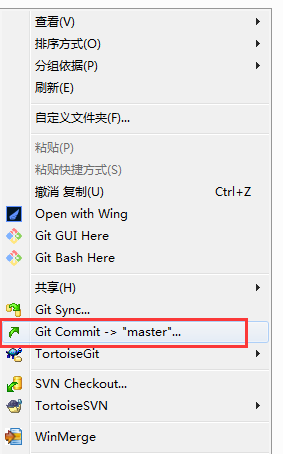 查看(V)
排序方式(O)
分组依据(P)
刷新(E)
自定义文件夹(F)...
粘贴(P)
粘贴快捷方式(S)
撤消 复制(U) Ctrl+Z
Open with Wing
Git GUI Here
Git Bash Here
共享(H)
Git Sync...
Git Commit -> "master"...
TortoiseGit
SVN Checkout...
TortoiseSVN
WinMerge